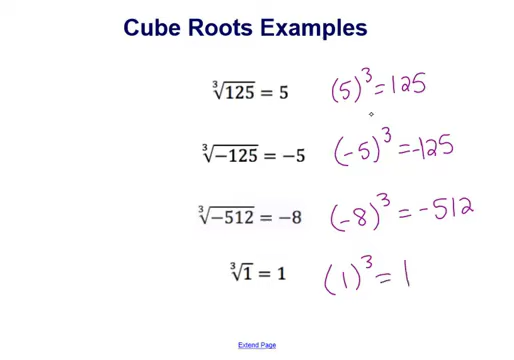 Cube Roots Examples
∛125 = 5 (5)³ = 125
∛−125 = −5 (−5)³ = −125
∛−512 = −8 (−8)³ = −512
∛1 = 1 (1)³ = 1
Extend Page